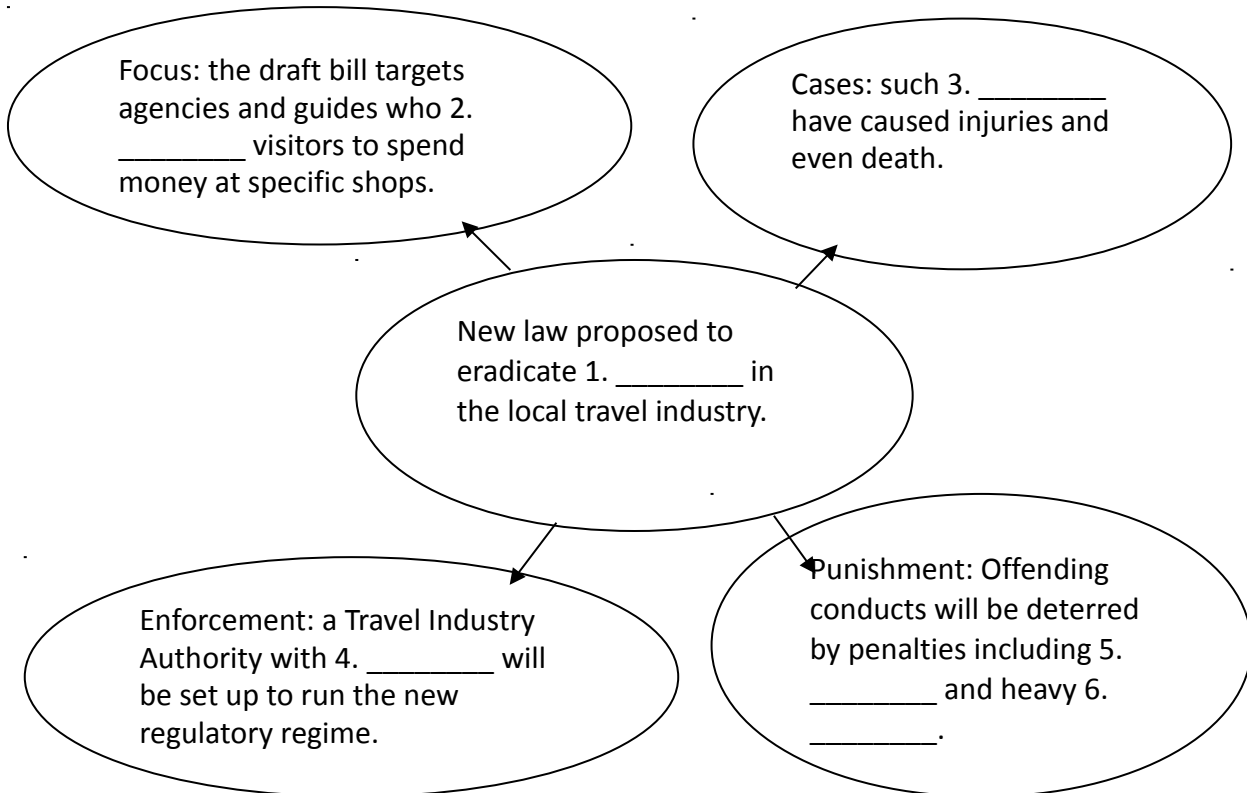 Focus: the draft bill targets
agencies and guides who 2.
________ visitors to spend
money at specific shops.
Cases: such 3. ________
have caused injuries and
even death.
New law proposed to
eradicate 1. ________ in
the local travel industry.
Enforcement: a Travel Industry
Authority with 4. ________ will
be set up to run the new
regulatory regime.
Punishment: Offending
conducts will be deterred
by penalties including 5.
________ and heavy 6.
________.